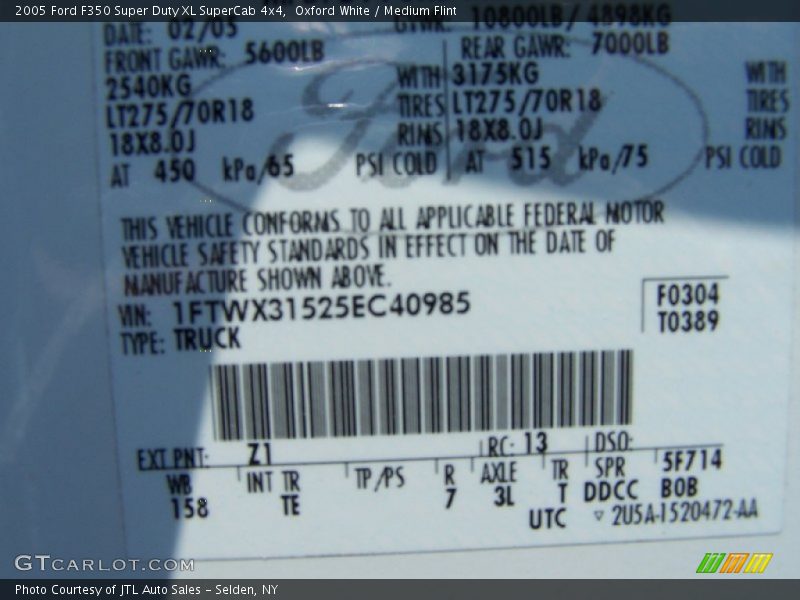 2005 Ford F350 Super Duty XL SuperCab 4x4, Oxford White / Medium Flint
DATE: 02/05 GVWR: 10800LB/ 4898KG
FRONT GAWR: 5600LB REAR GAWR: 7000LB
2540KG WITH 3175KG WITH
LT275/70R18 TIRES LT275/70R18 TIRES
18X8.0J RIMS 18X8.0J RIMS
AT 450 kPa/65 PSI COLD AT 515 kPa/75 PSI COLD
Ford
THIS VEHICLE CONFORMS TO ALL APPLICABLE FEDERAL MOTOR
VEHICLE SAFETY STANDARDS IN EFFECT ON THE DATE OF
MANUFACTURE SHOWN ABOVE.
VIN: 1FTWX31525EC40985 F0304
T0389
TYPE: TRUCK
EXT PNT: Z1 RC: 13 DSO:
WB INT TR TP/PS R AXLE TR SPR 5F714
158 TE 7 3L T DDCC BOB
UTC ▽ 2U5A-1520472-AA
GTCARLOT.COM
Photo Courtesy of JTL Auto Sales - Selden, NY